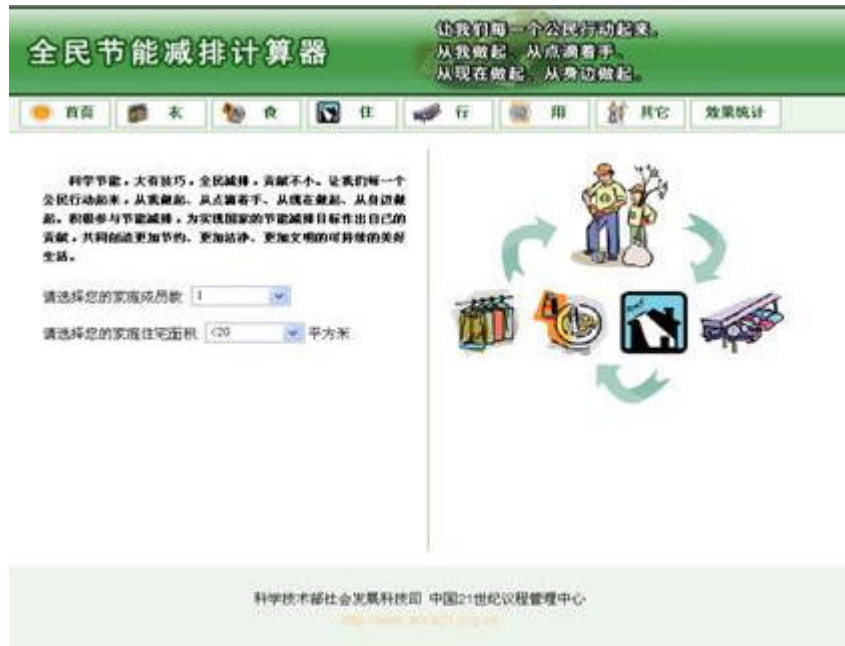 全民节能减排计算器
让我们每一个公民行动起来。
从我做起、从点滴着手、
从现在做起、从身边做起。
首页 衣 食 住 行 用 其它 效果统计
科学节能，大有技巧，全民减排，贡献不小。让我们每一个
公民行动起来，从我做起、从点滴着手、从现在做起、从身边做
起。积极参与节能减排，为实现国家的节能减排目标作出自己的
贡献，共同创造更加节约、更加洁净、更加文明的可持续的美好
生活。
请选择您的家庭成员数 1
请选择您的家庭住宅面积 <20 平方米
科学技术部社会发展科技司 中国21世纪议程管理中心